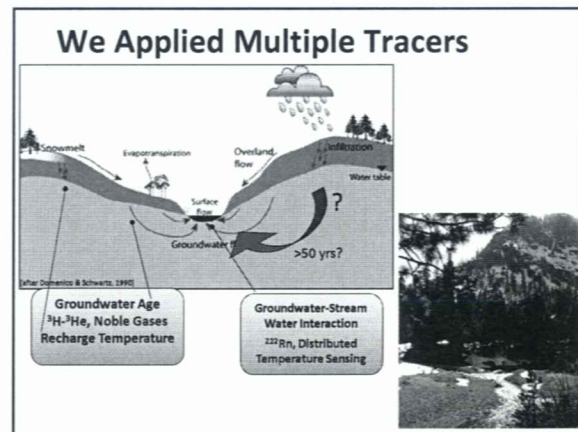 We Applied Multiple Tracers
Snowmelt
Evapotranspiration
Overland
flow
Infiltration
Water table
Surface
flow
?
Groundwater
>50 yrs?
[after Domenico & Schwartz, 1990]
Groundwater Age
³H-³He, Noble Gases
Recharge Temperature
Groundwater-Stream
Water Interaction
²²²Rn, Distributed
Temperature Sensing